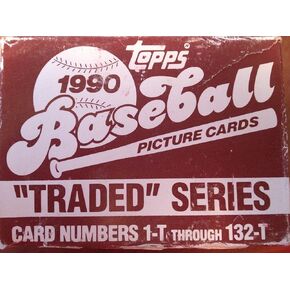 TOPPS®
1990
Baseball
PICTURE CARDS
"TRADED" SERIES
CARD NUMBERS 1-T THROUGH 132-T